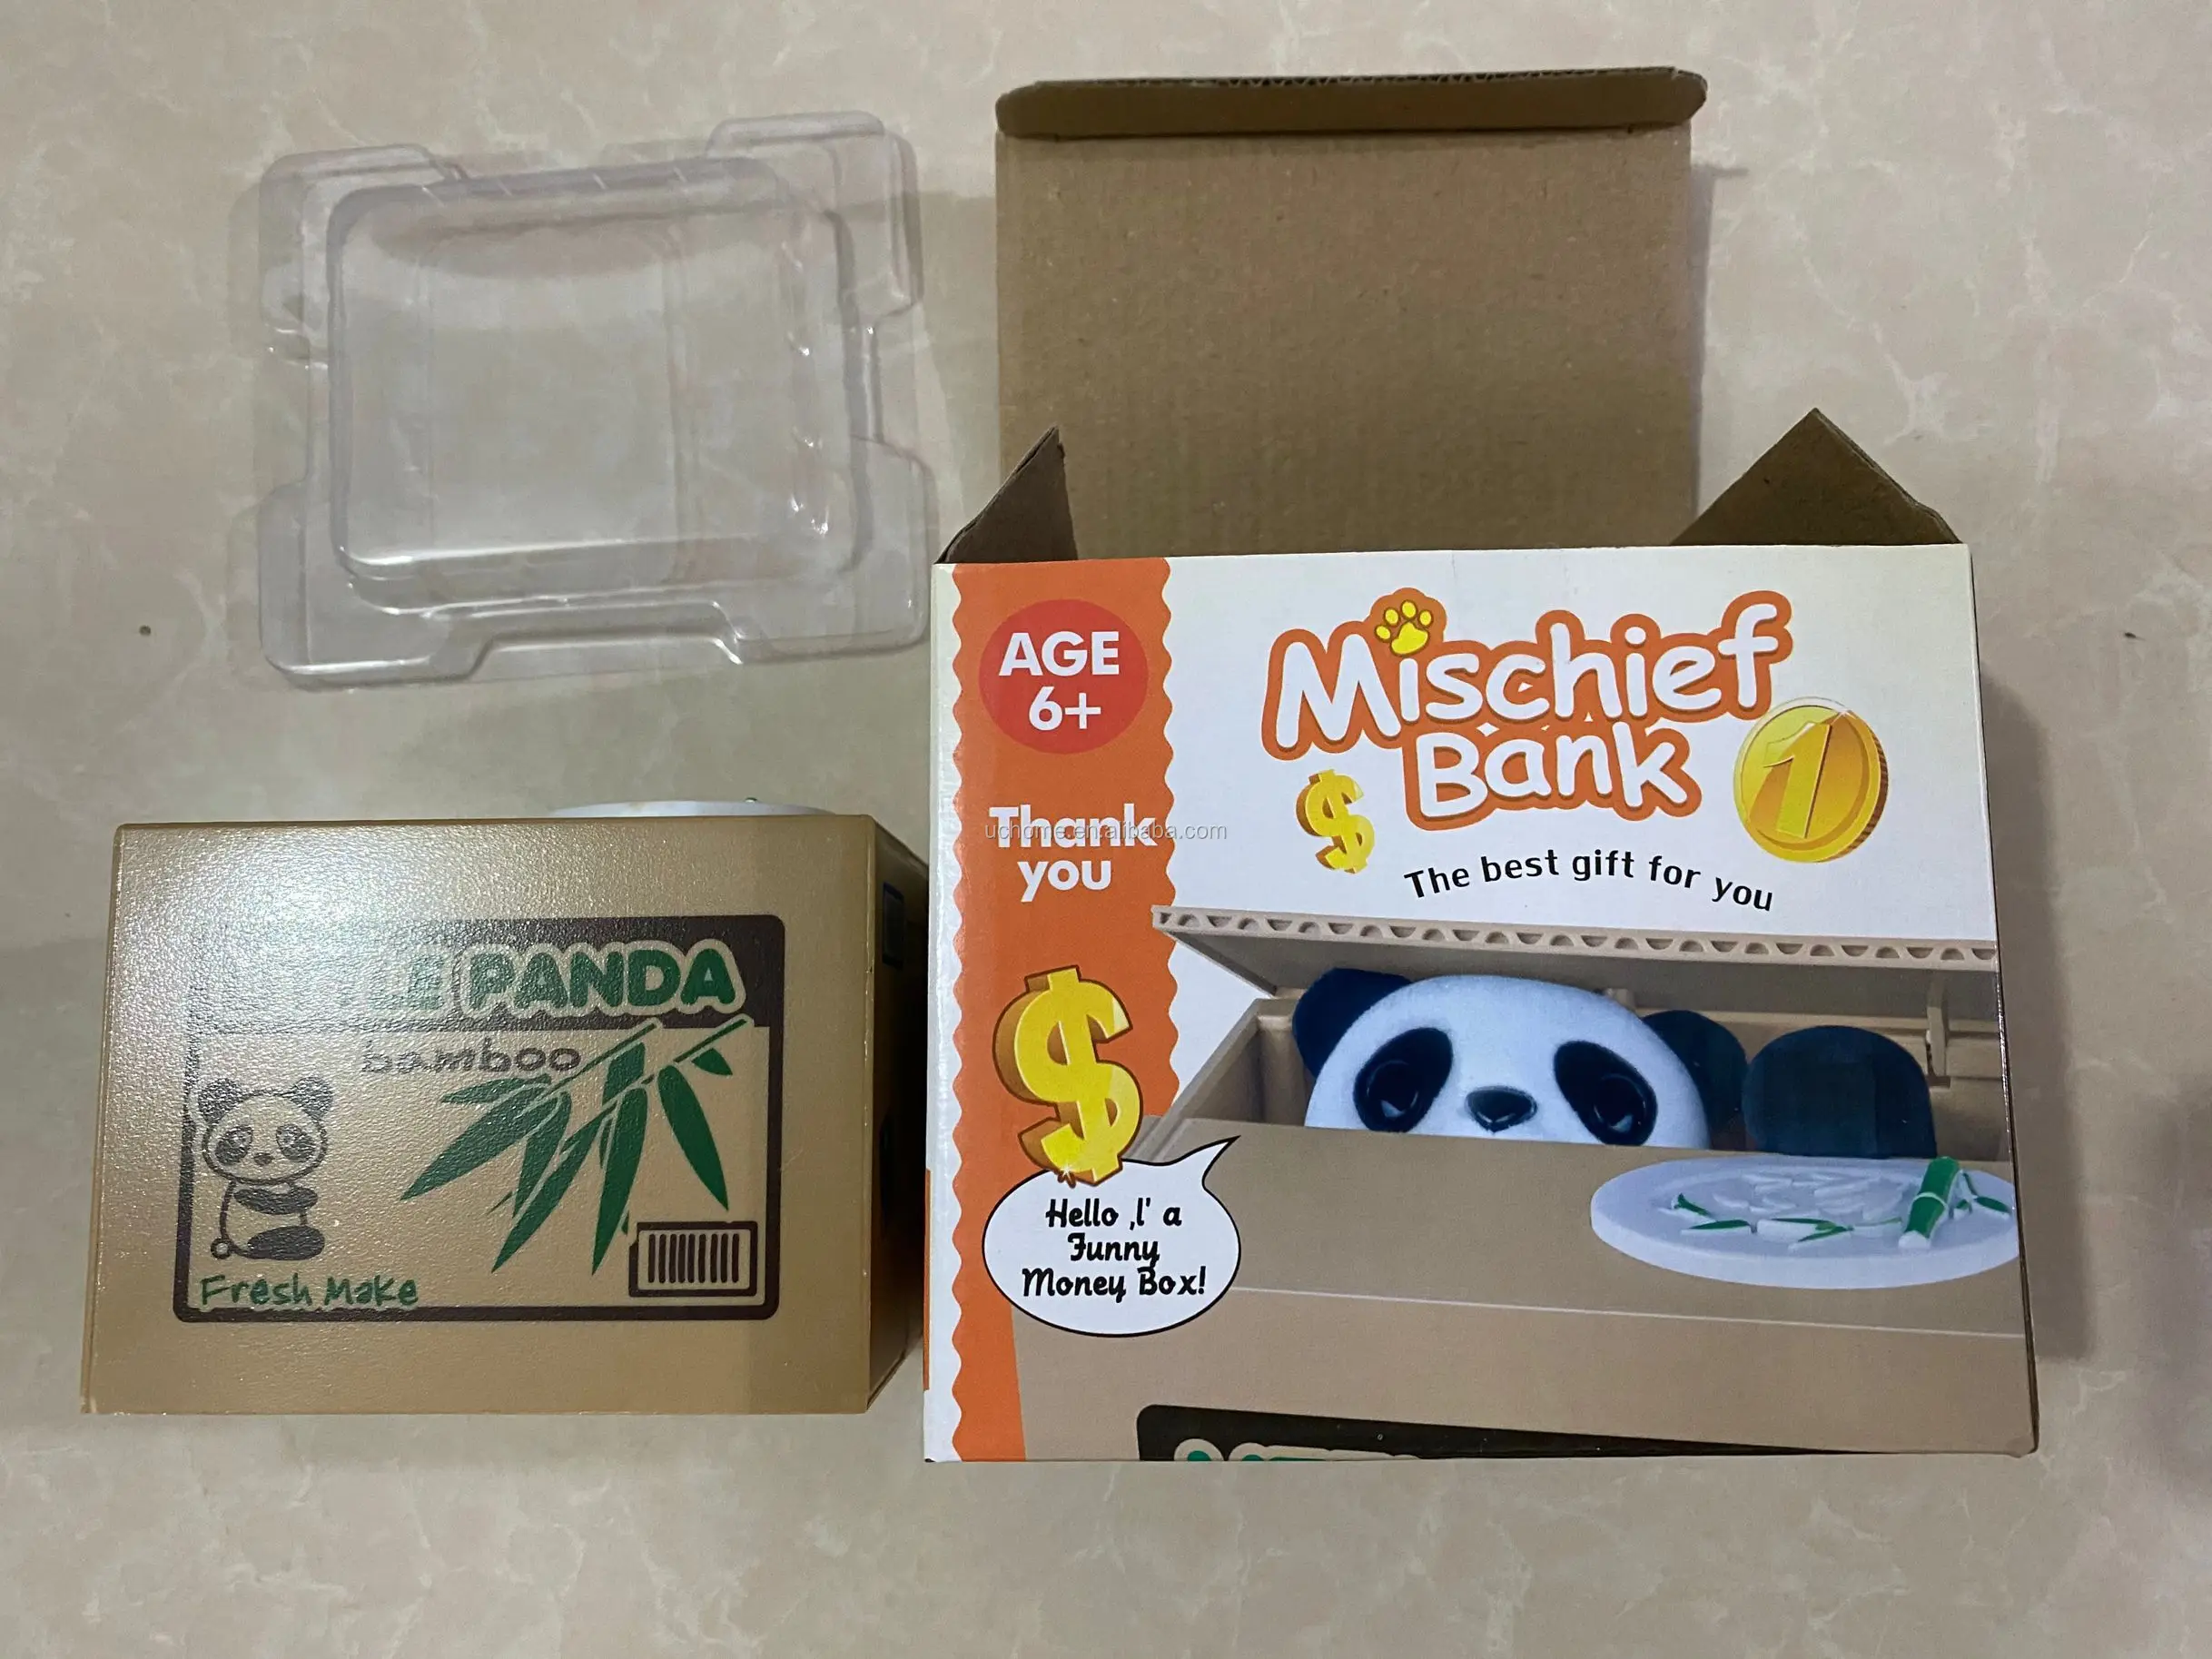 AGE
6+
Mischief
Bank
1
$
The best gift for you
Thank
you
uchome.en.alibaba.com
$
Hello ,l' a
Funny
Money Box!
LE PANDA
bamboo
Fresh Make